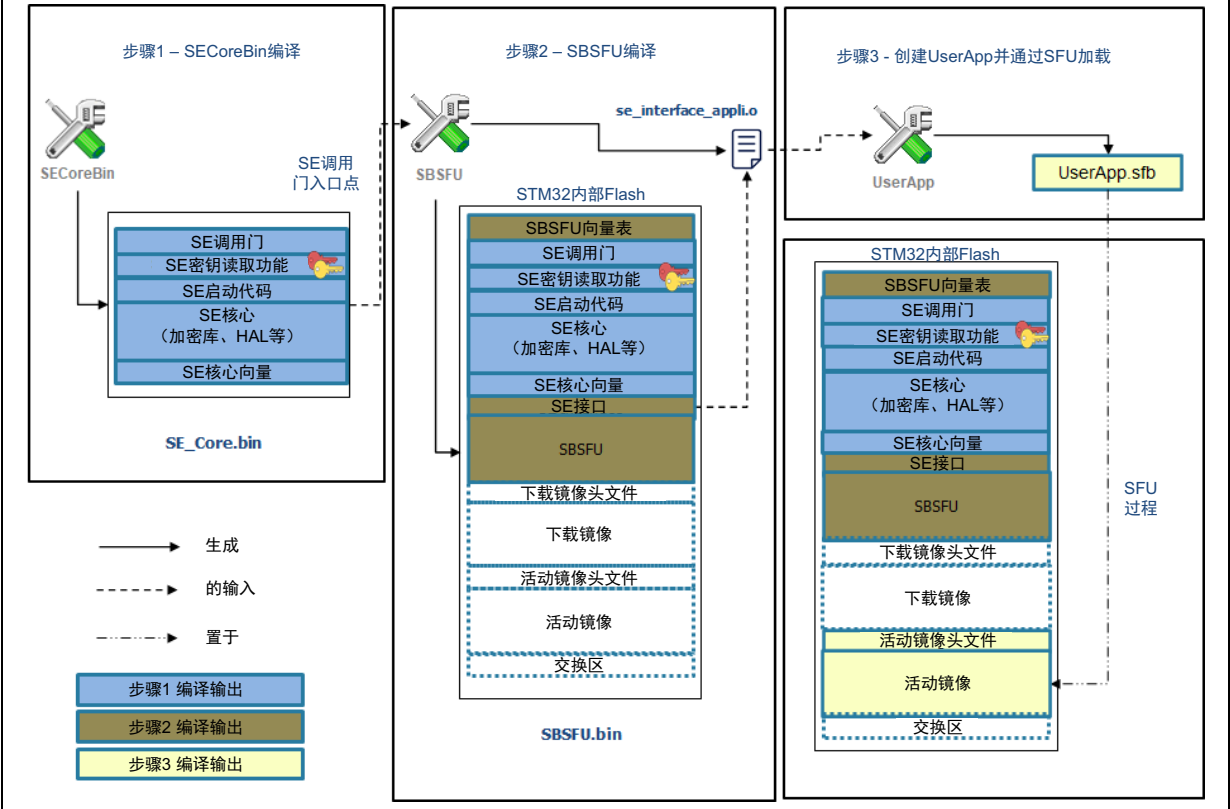 步骤1 – SECoreBin编译
SECoreBin
SE调用
门入口点
SE调用门
SE密钥读取功能
SE启动代码
SE核心
（加密库、HAL等）
SE核心向量
SE_Core.bin
生成
的输入
置于
步骤1 编译输出
步骤2 编译输出
步骤3 编译输出
步骤2 – SBSFU编译
SBSFU
se_interface_appli.o
STM32内部Flash
SBSFU向量表
SE调用门
SE密钥读取功能
SE启动代码
SE核心
（加密库、HAL等）
SE核心向量
SE接口
SBSFU
下载镜像头文件
下载镜像
活动镜像头文件
活动镜像
交换区
SBSFU.bin
步骤3 - 创建UserApp并通过SFU加载
UserApp
UserApp.sfb
STM32内部Flash
SBSFU向量表
SE调用门
SE密钥读取功能
SE启动代码
SE核心
（加密库、HAL等）
SE核心向量
SE接口
SBSFU
下载镜像头文件
下载镜像
活动镜像头文件
活动镜像
交换区
SFU
过程